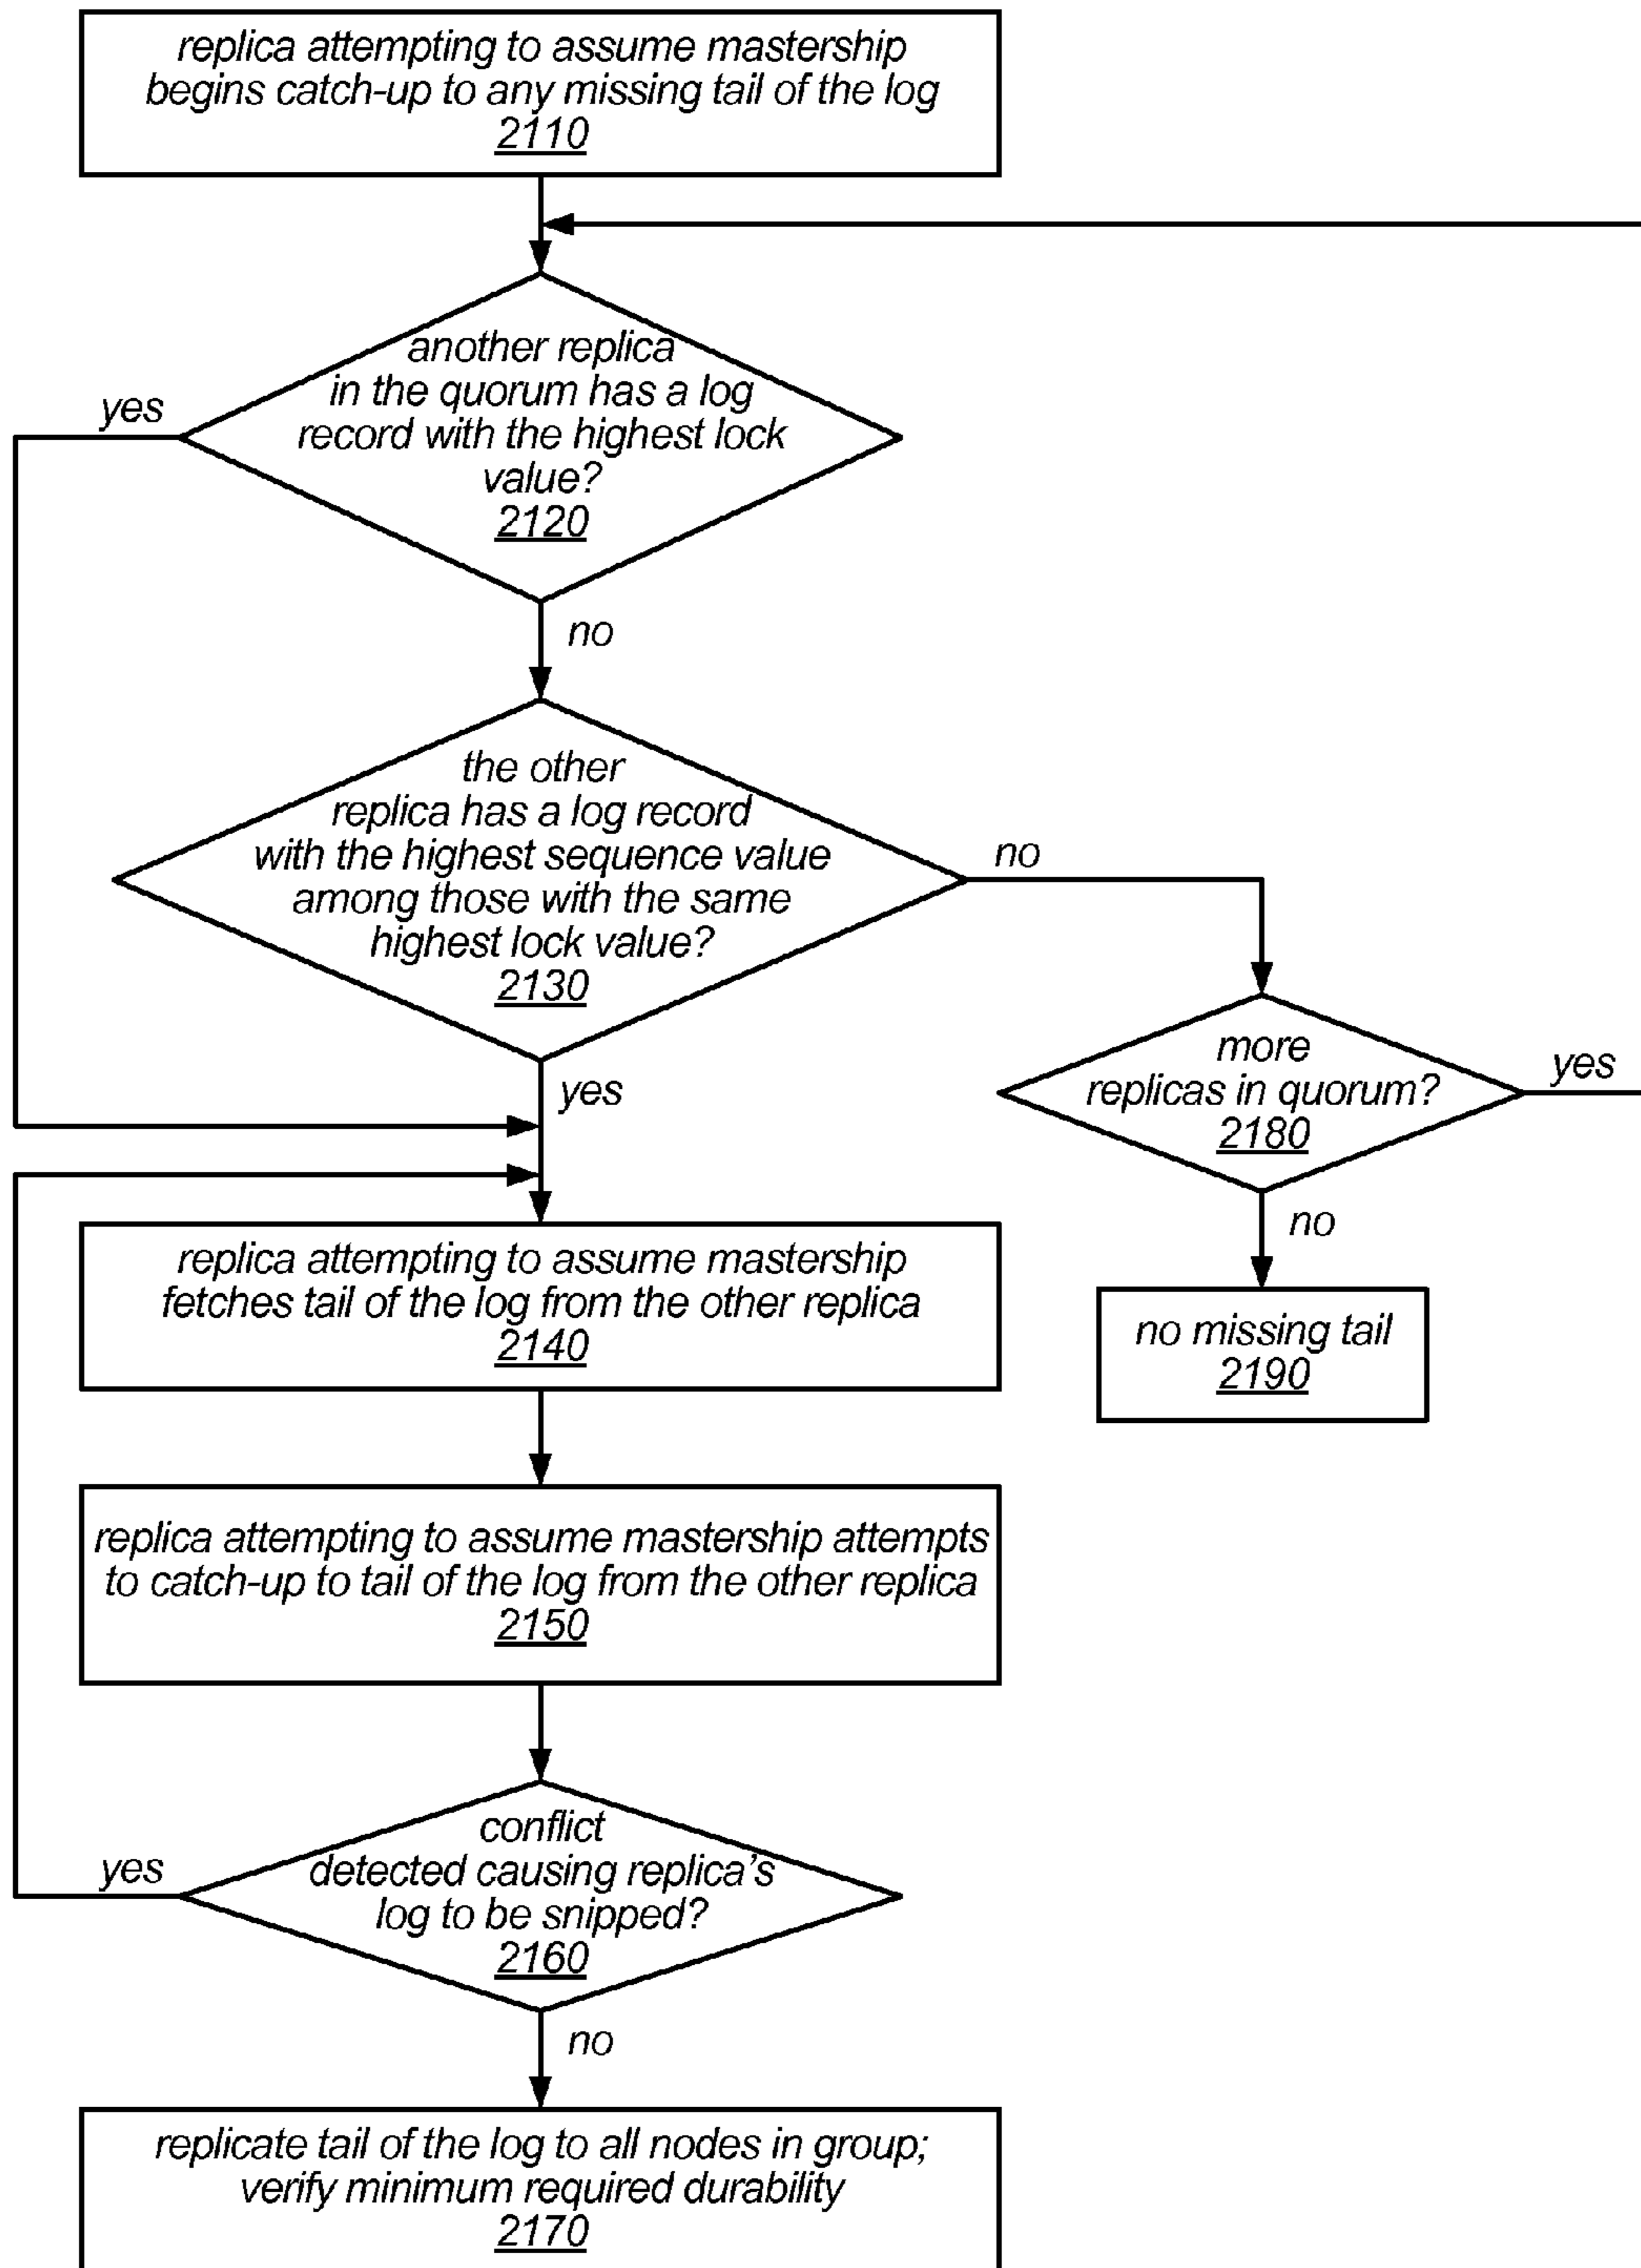 replica attempting to assume mastership
begins catch-up to any missing tail of the log
2110
another replica
in the quorum has a log
record with the highest lock
value?
2120
yes
no
the other
replica has a log record
with the highest sequence value
among those with the same
highest lock value?
2130
no
yes
more
replicas in quorum?
2180
yes
no
no missing tail
2190
replica attempting to assume mastership
fetches tail of the log from the other replica
2140
replica attempting to assume mastership attempts
to catch-up to tail of the log from the other replica
2150
conflict
detected causing replica's
log to be snipped?
2160
yes
no
replicate tail of the log to all nodes in group;
verify minimum required durability
2170